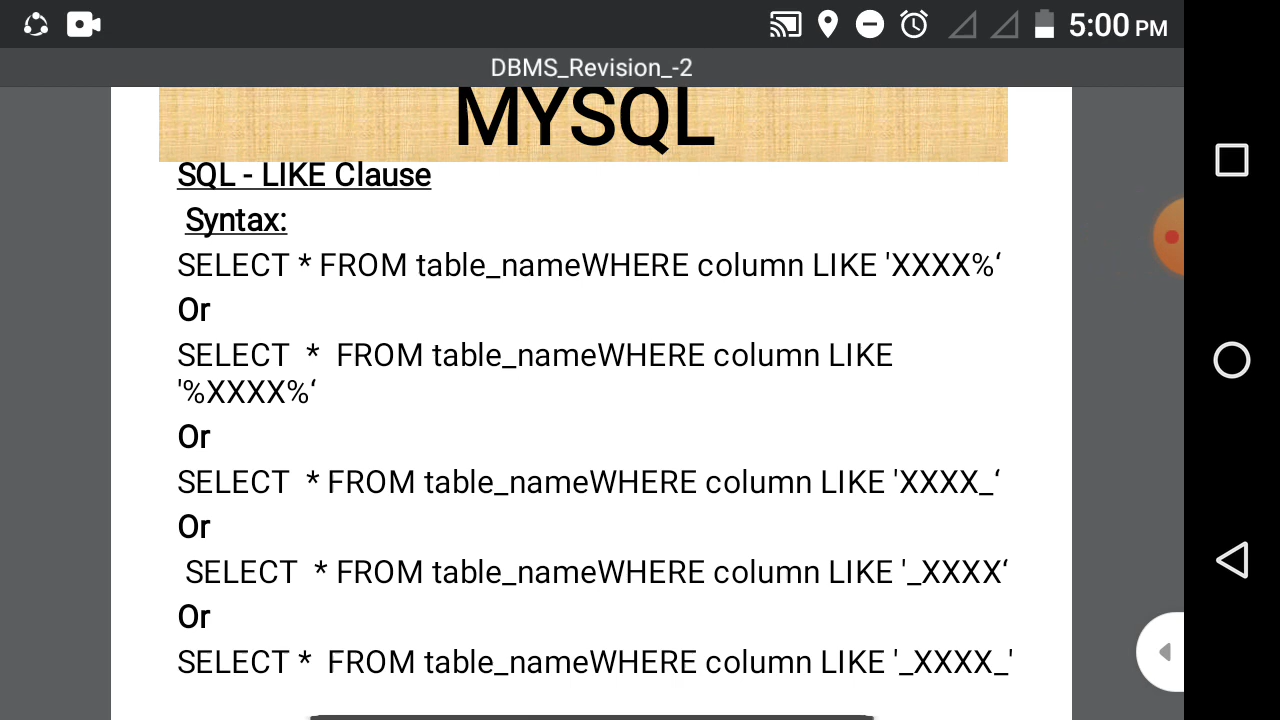 5:00 PM
DBMS_Revision_-2
MYSQL
SQL - LIKE Clause
Syntax:
SELECT * FROM table_nameWHERE column LIKE 'XXXX%‘
Or
SELECT  *  FROM table_nameWHERE column LIKE
'%XXXX%‘
Or
SELECT  * FROM table_nameWHERE column LIKE 'XXXX_‘
Or
SELECT  * FROM table_nameWHERE column LIKE '_XXXX‘
Or
SELECT *  FROM table_nameWHERE column LIKE '_XXXX_'